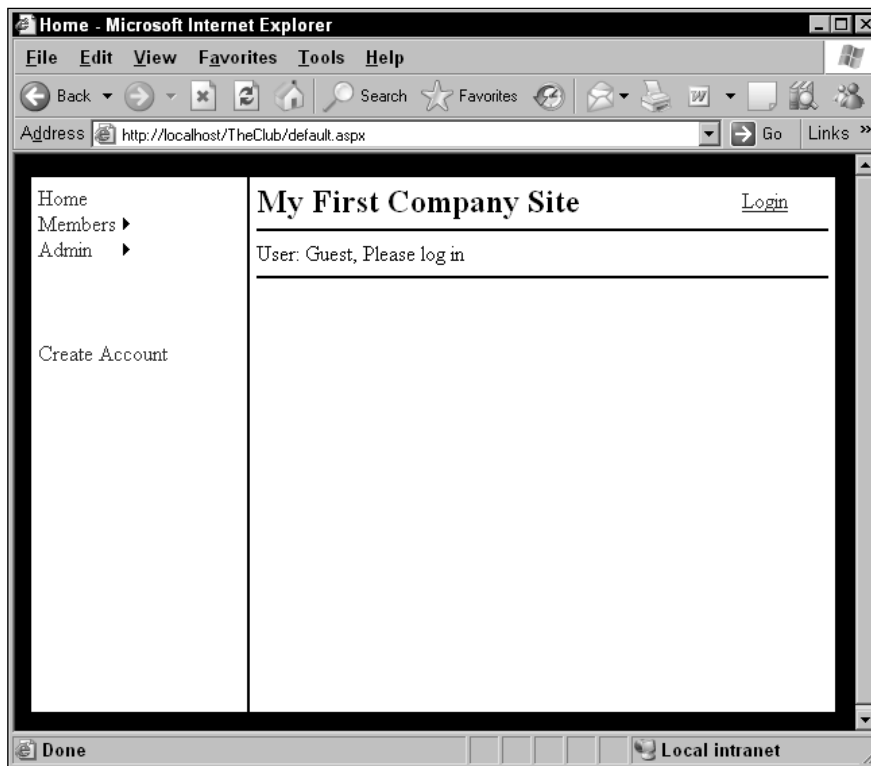 Home - Microsoft Internet Explorer
File Edit View Favorites Tools Help
Back Search Favorites W
Address http://localhost/TheClub/default.aspx Go Links »
Home
Members
Admin
Create Account
My First Company Site Login
User: Guest, Please log in
Done Local intranet